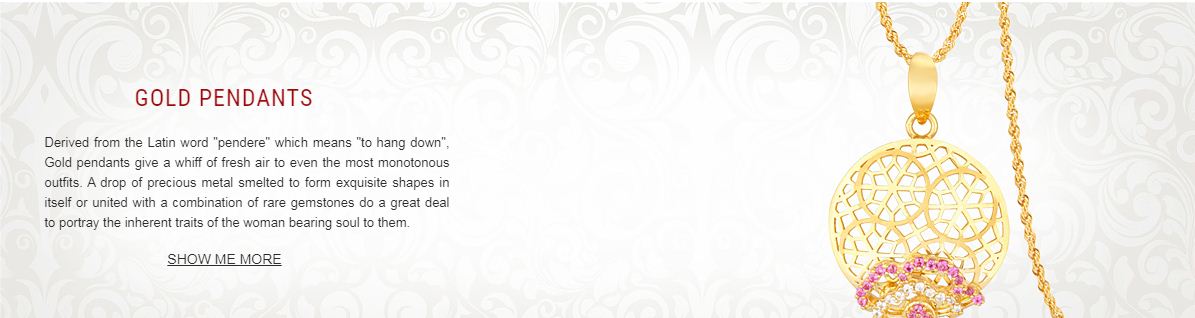 GOLD PENDANTS
Derived from the Latin word "pendere" which means "to hang down",
Gold pendants give a whiff of fresh air to even the most monotonous
outfits. A drop of precious metal smelted to form exquisite shapes in
itself or united with a combination of rare gemstones do a great deal
to portray the inherent traits of the woman bearing soul to them.
SHOW ME MORE